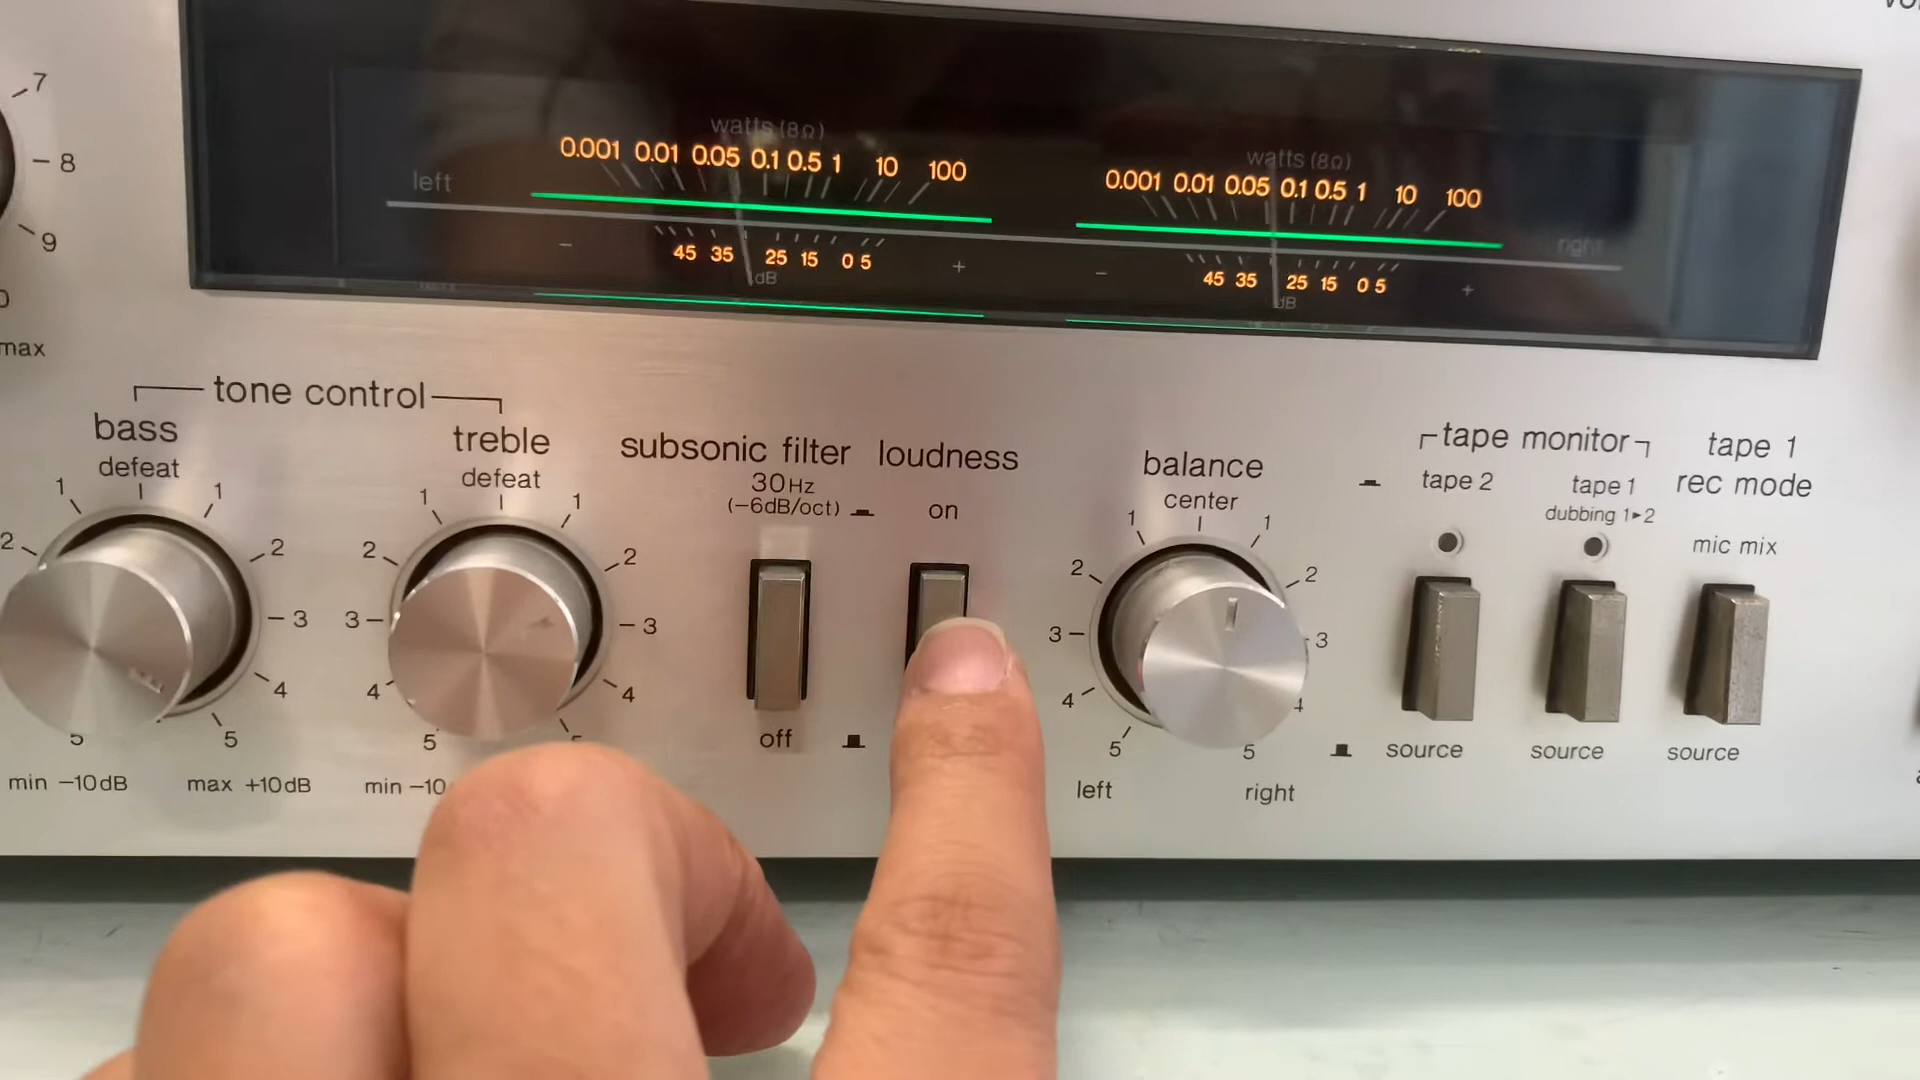 7
8
9
max
watts (8Ω)
0.001 0.01 0.05 0.1 0.5 1 10 100
left
− 45 35 25 15 0 5 +
dB
watts (8Ω)
0.001 0.01 0.05 0.1 0.5 1 10 100
right
− 45 35 25 15 0 5 +
dB
tone control
bass
defeat
1 1
2 2
3
4
5 5
min −10dB max +10dB
treble
defeat
1 1
2 2
3 3
4 4
5
min −10
subsonic filter
30Hz
(−6dB/oct)
off
loudness
on
balance
center
1 1
2 2
3 3
4 4
5 5
left right
tape monitor
tape 2
source
tape 1
dubbing 1▸2
source
tape 1
rec mode
mic mix
source